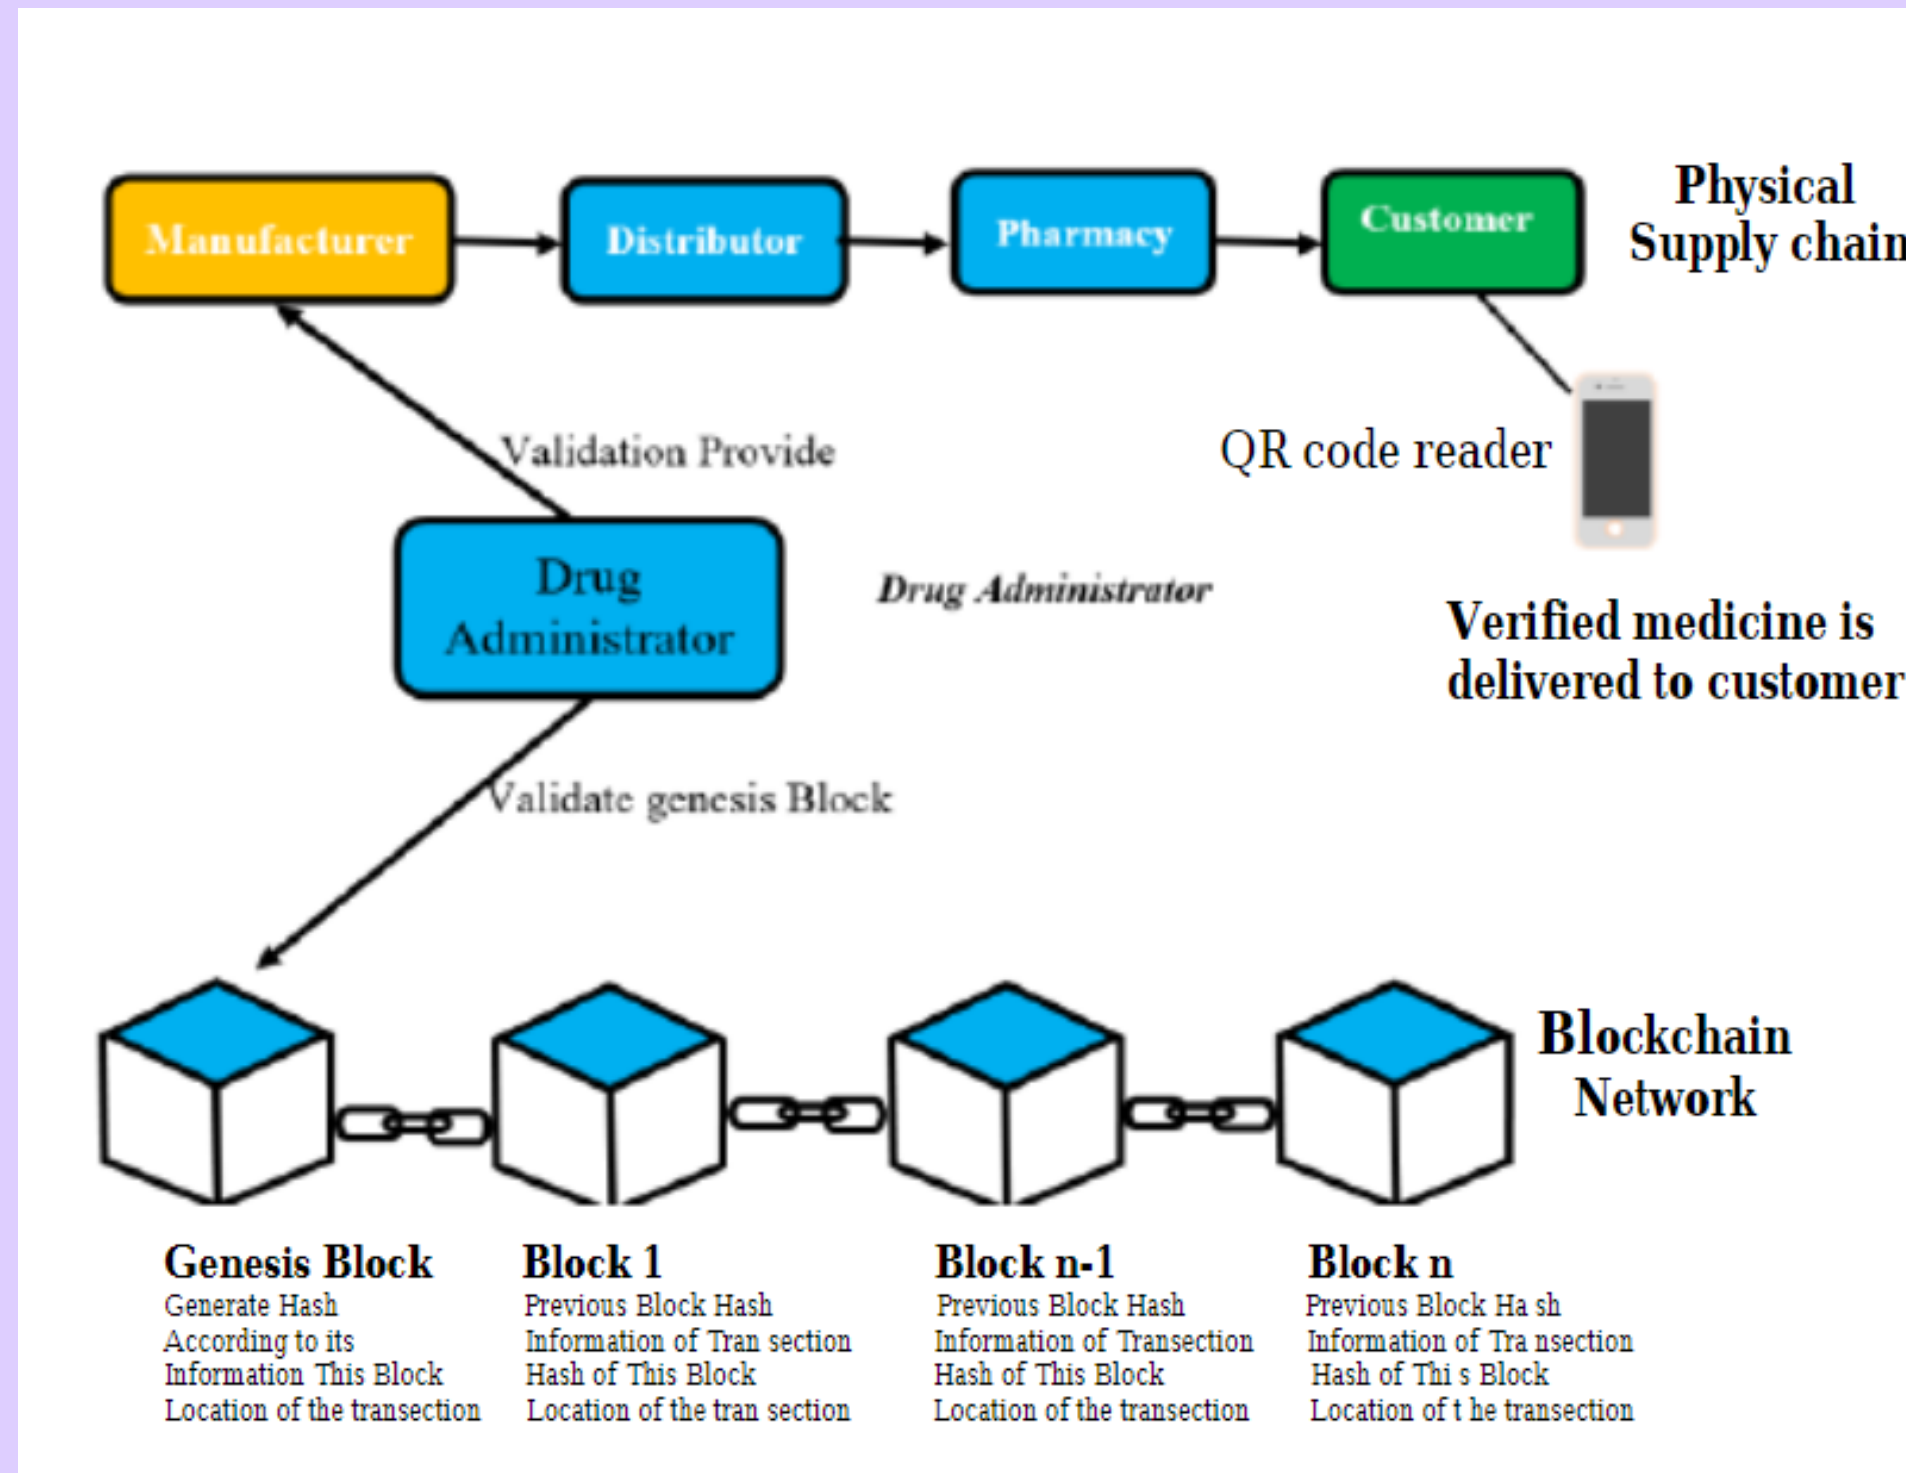 Manufacturer
Distributor
Pharmacy
Customer
Physical
Supply chain
Validation Provide
QR code reader
Drug
Administrator
Drug Administrator
Verified medicine is
delivered to customer
Validate genesis Block
Blockchain
Network
Genesis Block
Generate Hash
According to its
Information This Block
Location of the transection
Block 1
Previous Block Hash
Information of Tran section
Hash of This Block
Location of the tran section
Block n-1
Previous Block Hash
Information of Transection
Hash of This Block
Location of the transection
Block n
Previous Block Ha sh
Information of Tra nsection
Hash of Thi s Block
Location of t he transection